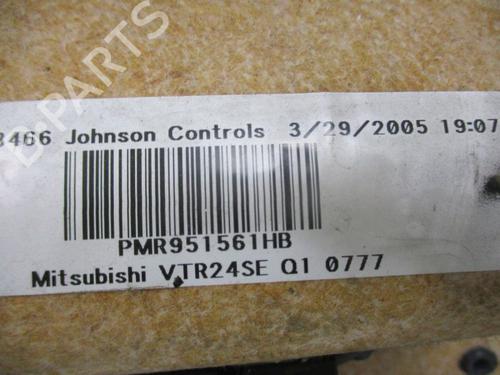 3466 Johnson Controls 3/29/2005 19:07
PMR951561HB
Mitsubishi VTR24SE Q1 0777
B-PARTS